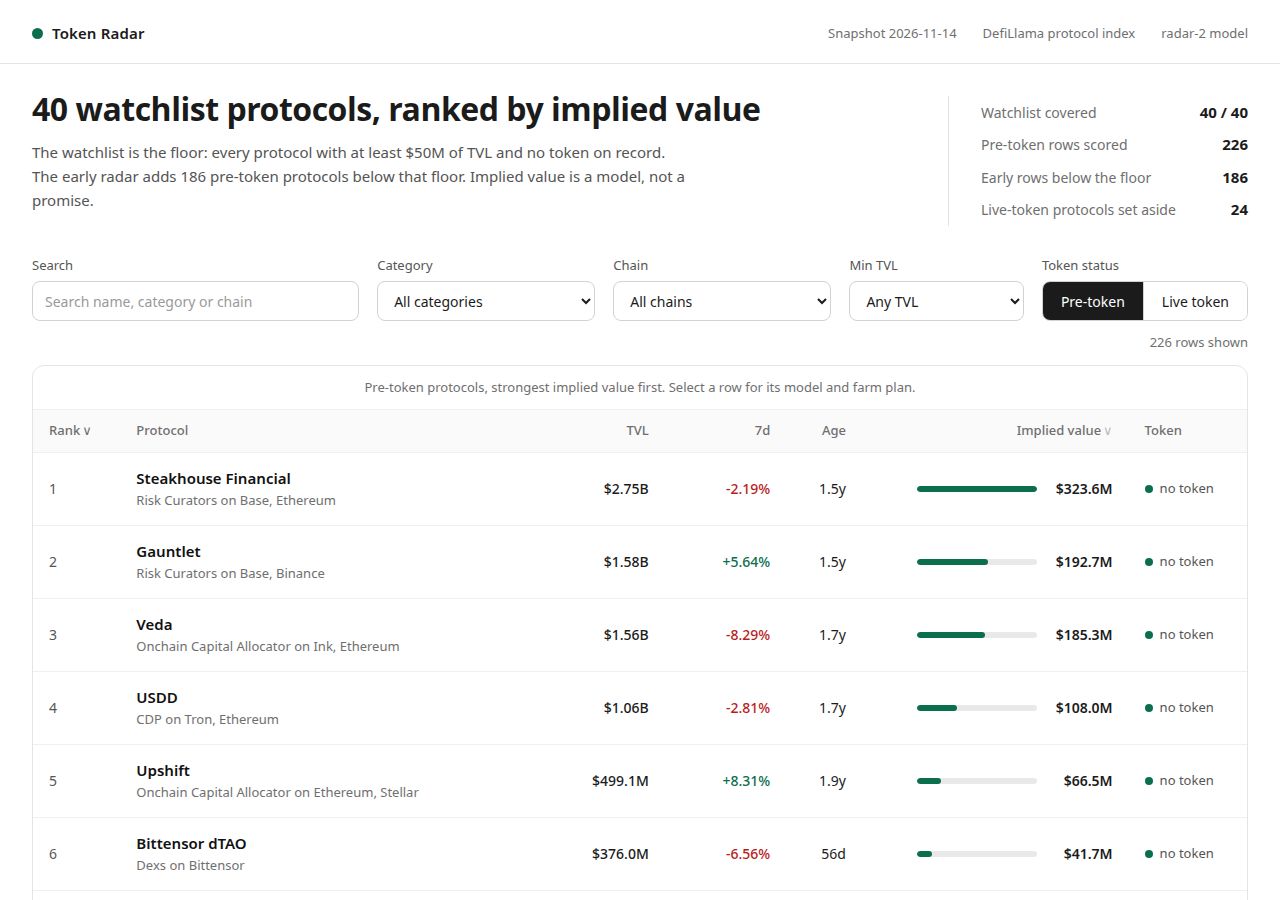 Token Radar
Snapshot 2026-11-14 DefiLlama protocol index radar-2 model
40 watchlist protocols, ranked by implied value
The watchlist is the floor: every protocol with at least $50M of TVL and no token on record.
The early radar adds 186 pre-token protocols below that floor. Implied value is a model, not a
promise.
Watchlist covered 40 / 40
Pre-token rows scored 226
Early rows below the floor 186
Live-token protocols set aside 24
Search Category Chain Min TVL Token status
Search name, category or chain All categories All chains Any TVL Pre-token Live token
226 rows shown
Pre-token protocols, strongest implied value first. Select a row for its model and farm plan.
Rank Protocol TVL 7d Age Implied value Token
1 Steakhouse Financial $2.75B -2.19% 1.5y $323.6M no token
Risk Curators on Base, Ethereum
2 Gauntlet $1.58B +5.64% 1.5y $192.7M no token
Risk Curators on Base, Binance
3 Veda $1.56B -8.29% 1.7y $185.3M no token
Onchain Capital Allocator on Ink, Ethereum
4 USDD $1.06B -2.81% 1.7y $108.0M no token
CDP on Tron, Ethereum
5 Upshift $499.1M +8.31% 1.9y $66.5M no token
Onchain Capital Allocator on Ethereum, Stellar
6 Bittensor dTAO $376.0M -6.56% 56d $41.7M no token
Dexs on Bittensor